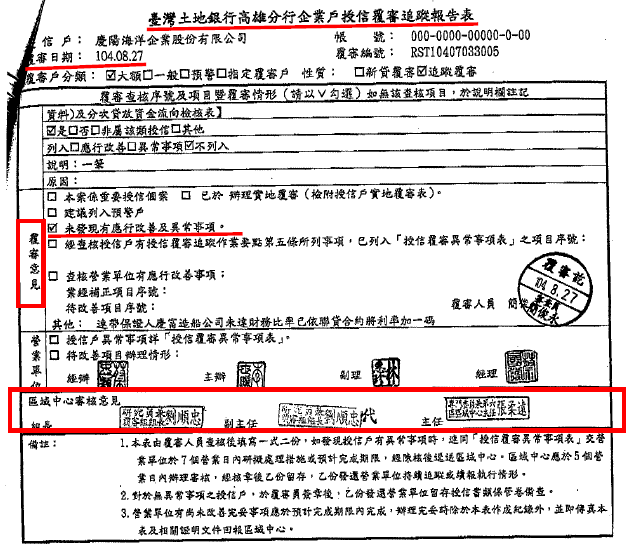 臺灣土地銀行高雄分行企業戶授信覆審追蹤報告表
授信戶：慶陽海洋企業股份有限公司 帳號：000-0000-00000-0-00
覆審日期：104.08.27 覆審編號：RST10407033005
覆審戶分類：☑大額□一般□預警□指定覆審戶 性質：□新貸覆審☑追蹤覆審
覆審查核序號及項目暨覆審情形（請以V勾選）如無該查核項目，於說明欄註記
資料)及分次貸放資金流向檢核表】
☑是□否□非屬該類授信□其他
列入□應行改善□異常事項☑不列入
說明：一筆
原因：
覆審意見
□ 本案係重要授信個案 □ 已於 辦理實地覆審（檢附授信戶實地覆審表）。
□ 建議列入預警戶
☑ 未發現有應行改善及異常事項。
□ 經查核授信戶有授信覆審追蹤作業要點第五條所列事項，已列入「授信覆審異常事項表」之項目序號：
□ 查核營業單位有應行改善事項：
業經補正項目序號：
待改善項目序號：
覆審人員 簡
覆審訖
104.8.27
其他：連帶保證人慶富造船公司未達財務比率已依聯貸合約將利率加一碼
營業單位
□ 授信戶異常事項詳「授信覆審異常事項表」。
□ 待改善項目辦理情形：
經辦 主辦 副理 經理
區域中心審核意見
組長 劉順忠 副主任 劉順忠 代 主任 張柔遠
備註：
1.本表由覆審人員查核後填寫一式二份，如發現授信戶有異常事項時，連同「授信覆審異常事項表」交營
業單位於7個營業日內研擬處理措施或預計完成期限，經陳核後遞送區域中心。區域中心應於5個營
業日內辦理審核，經核章後乙份留存，乙份發還營業單位持續追蹤或續報執行情形。
2.對於無異常事項之授信戶，於覆審員簽章後，乙份發還營業單位留存授信書類保管卷備查。
3.營業單位有尚未改善完妥事項應於預計完成期限內完成，辦理完妥時除於本表作成紀錄外，並即傳真本
表及相關證明文件回報區域中心。